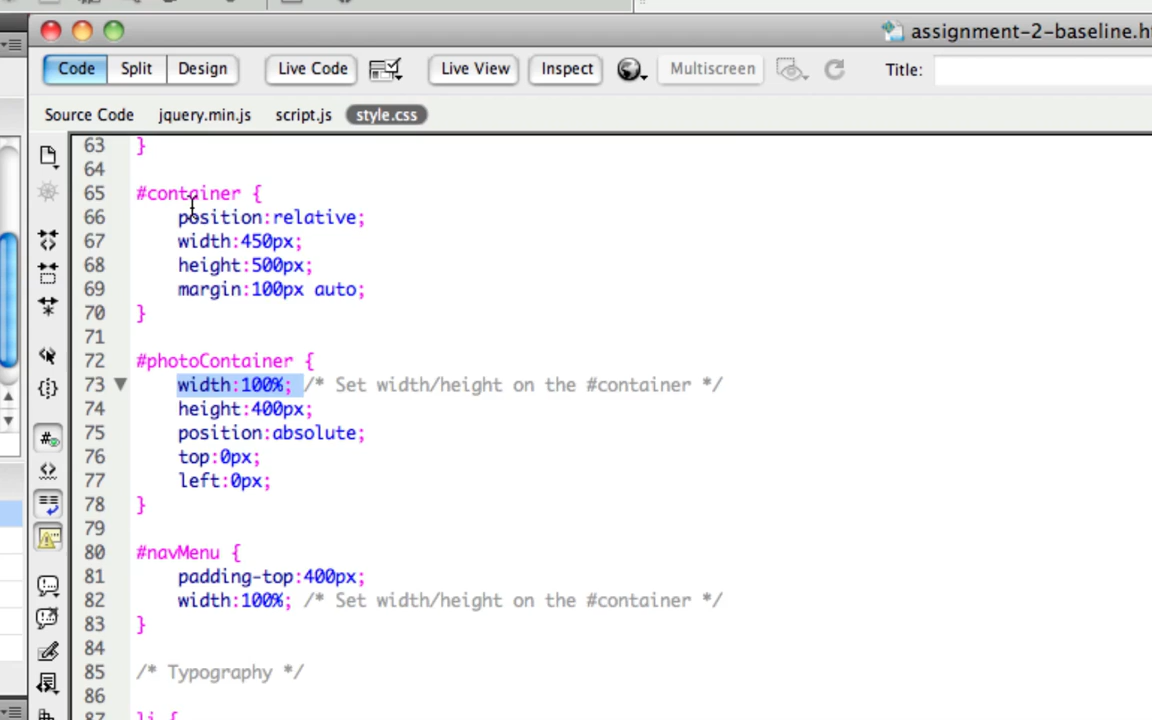 assignment-2-baseline.h
Code Split Design Live Code Live View Inspect Multiscreen Title:
Source Code jquery.min.js script.js style.css
63 }
64
65 #container {
66 position:relative;
67 width:450px;
68 height:500px;
69 margin:100px auto;
70 }
71
72 #photoContainer {
73 width:100%; /* Set width/height on the #container */
74 height:400px;
75 position:absolute;
76 top:0px;
77 left:0px;
78 }
79
80 #navMenu {
81 padding-top:400px;
82 width:100%; /* Set width/height on the #container */
83 }
84
85 /* Typography */
86
87 li {